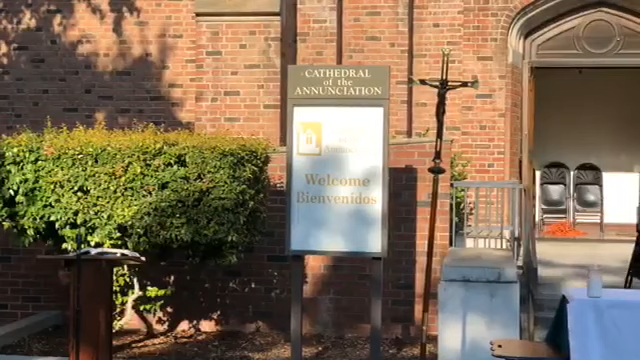 CATHEDRAL
of the
ANNUNCIATION
Welcome
Bienvenidos